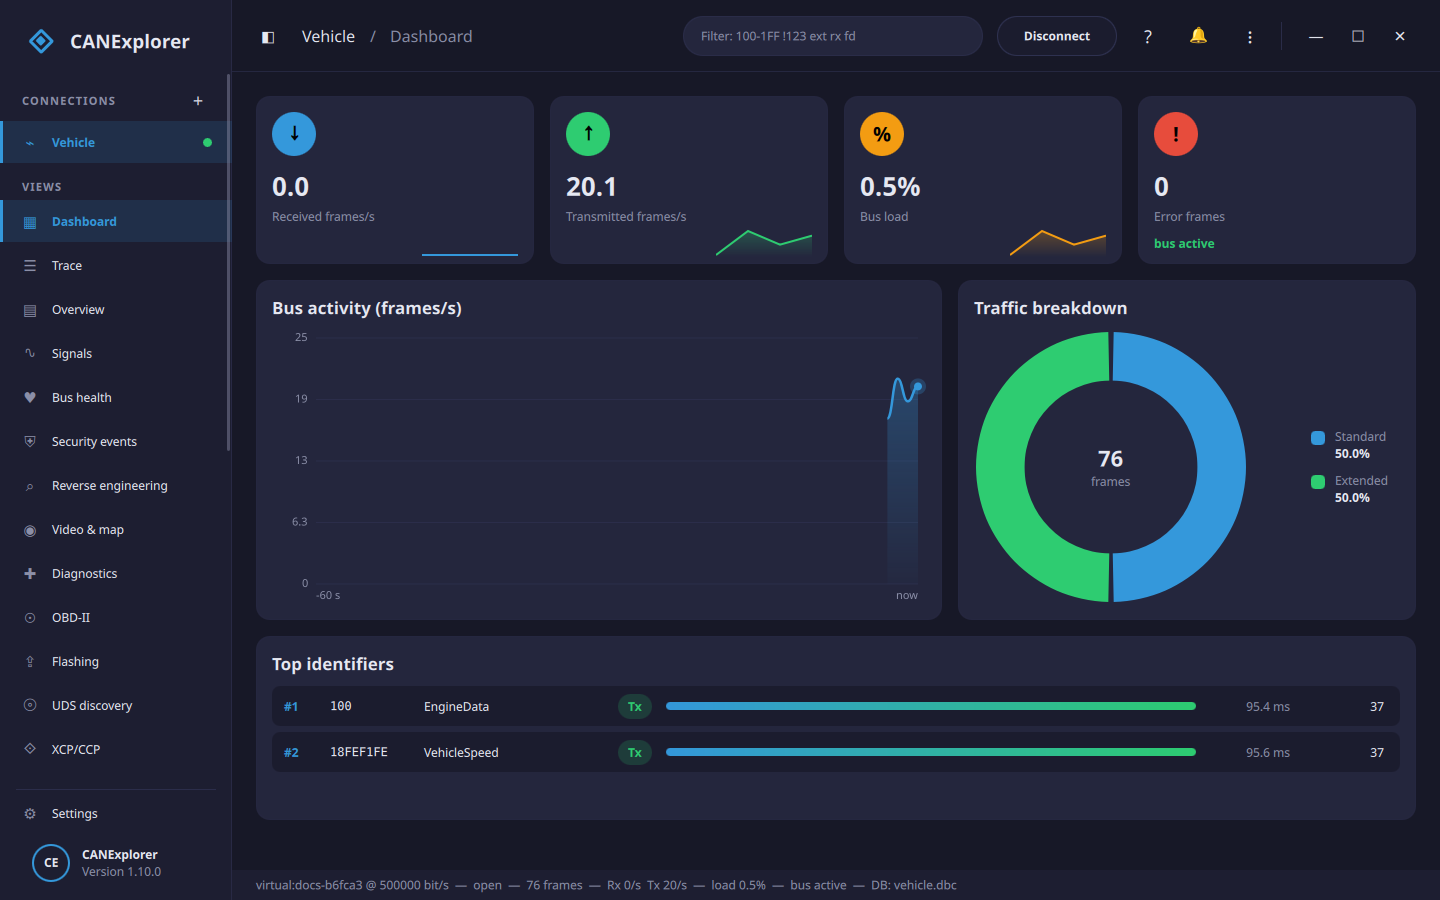 CANExplorer
CONNECTIONS +
Vehicle
VIEWS
Dashboard
Trace
Overview
Signals
Bus health
Security events
Reverse engineering
Video & map
Diagnostics
OBD-II
Flashing
UDS discovery
XCP/CCP
Settings
CE
CANExplorer
Version 1.10.0
Vehicle / Dashboard
Filter: 100-1FF !123 ext rx fd
Disconnect
?
↓
0.0
Received frames/s
↑
20.1
Transmitted frames/s
%
0.5%
Bus load
!
0
Error frames
bus active
Bus activity (frames/s)
25
19
13
6.3
0
-60 s
now
Traffic breakdown
76
frames
Standard
50.0%
Extended
50.0%
Top identifiers
#1 100 EngineData Tx 95.4 ms 37
#2 18FEF1FE VehicleSpeed Tx 95.6 ms 37
virtual:docs-b6fca3 @ 500000 bit/s — open — 76 frames — Rx 0/s Tx 20/s — load 0.5% — bus active — DB: vehicle.dbc